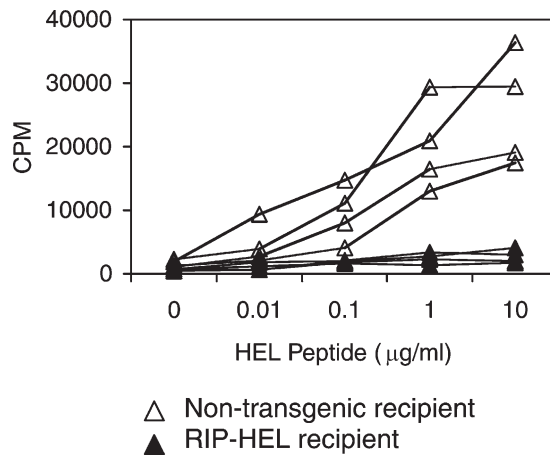 40000
30000
20000
10000
0
CPM
0 0.01 0.1 1 10
HEL Peptide (μg/ml)
Non-transgenic recipient
RIP-HEL recipient